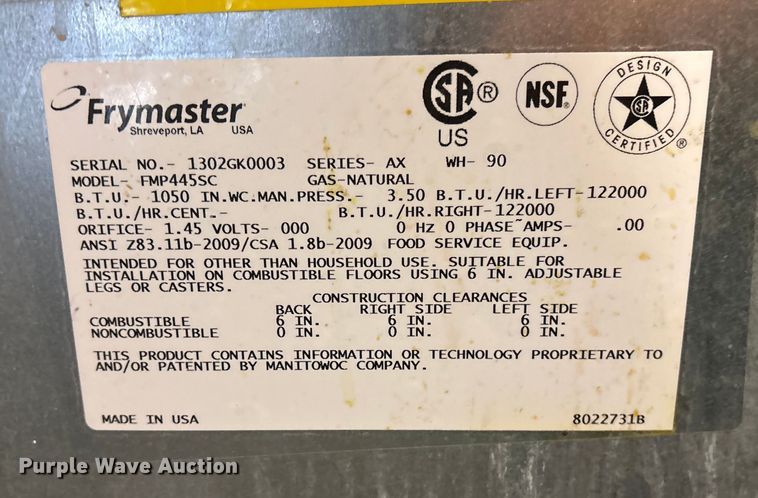 Frymaster®
Shreveport, LA USA
CSA ® US
NSF®
DESIGN CERTIFIED
SERIAL NO.- 1302GK0003 SERIES- AX WH- 90
MODEL- FMP445SC GAS-NATURAL
B.T.U.- 1050 IN.WC.MAN.PRESS.- 3.50 B.T.U./HR.LEFT-122000
B.T.U./HR.CENT.- B.T.U./HR.RIGHT-122000
ORIFICE- 1.45 VOLTS- 000 0 HZ 0 PHASE AMPS- .00
ANSI Z83.11b-2009/CSA 1.8b-2009 FOOD SERVICE EQUIP.
INTENDED FOR OTHER THAN HOUSEHOLD USE. SUITABLE FOR
INSTALLATION ON COMBUSTIBLE FLOORS USING 6 IN. ADJUSTABLE
LEGS OR CASTERS.
CONSTRUCTION CLEARANCES
BACK RIGHT SIDE LEFT SIDE
COMBUSTIBLE 6 IN. 6 IN. 6 IN.
NONCOMBUSTIBLE 0 IN. 0 IN. 0 IN.
THIS PRODUCT CONTAINS INFORMATION OR TECHNOLOGY PROPRIETARY TO
AND/OR PATENTED BY MANITOWOC COMPANY.
MADE IN USA 8022731B
Purple Wave Auction